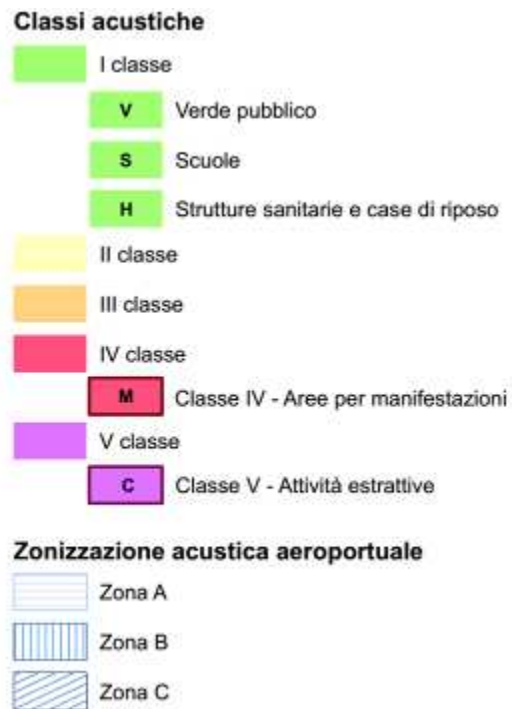 Classi acustiche
I classe
V Verde pubblico
S Scuole
H Strutture sanitarie e case di riposo
II classe
III classe
IV classe
M Classe IV - Aree per manifestazioni
V classe
C Classe V - Attività estrattive
Zonizzazione acustica aeroportuale
Zona A
Zona B
Zona C